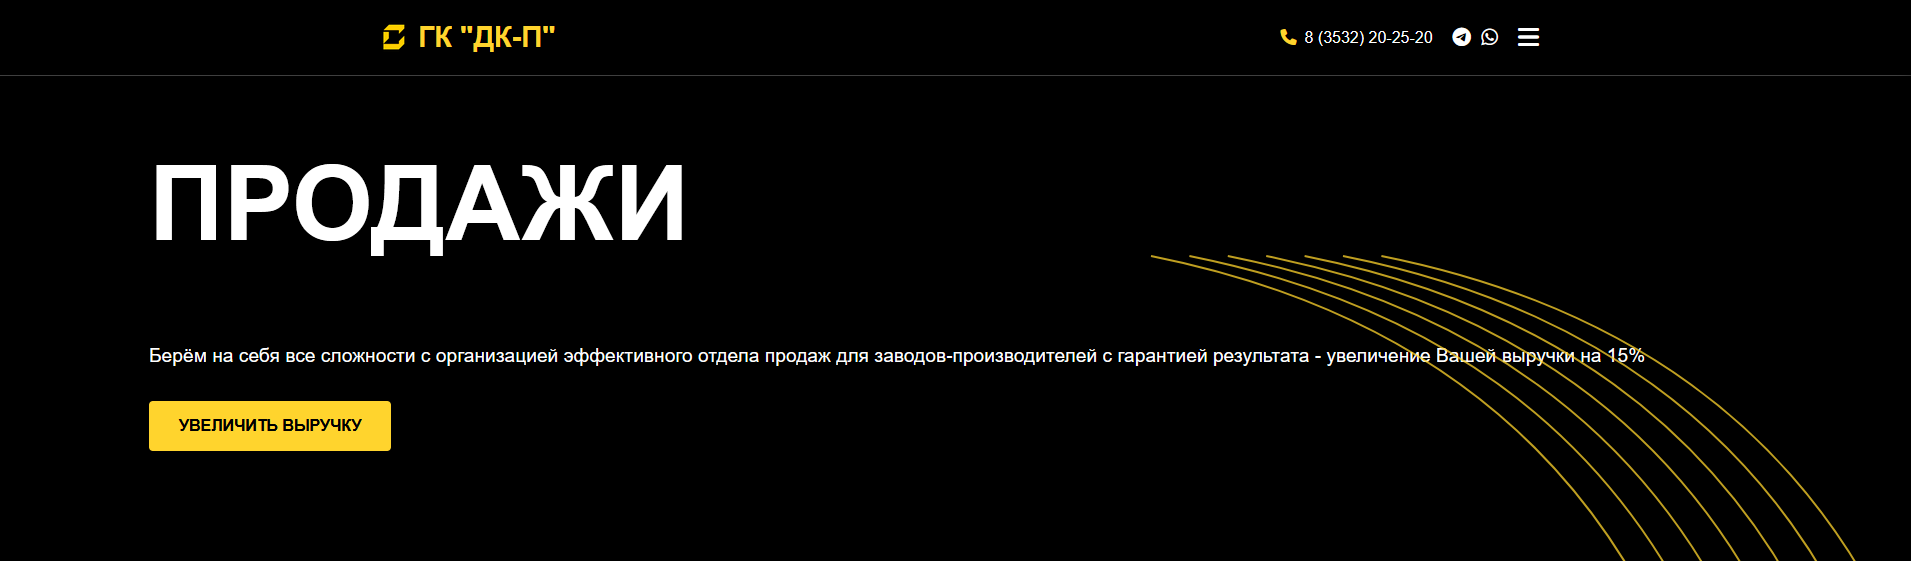 ГК "ДК-П"
8 (3532) 20-25-20
ПРОДАЖИ
Берём на себя все сложности с организацией эффективного отдела продаж для заводов-производителей с гарантией результата - увеличение Вашей выручки на 15%
УВЕЛИЧИТЬ ВЫРУЧКУ